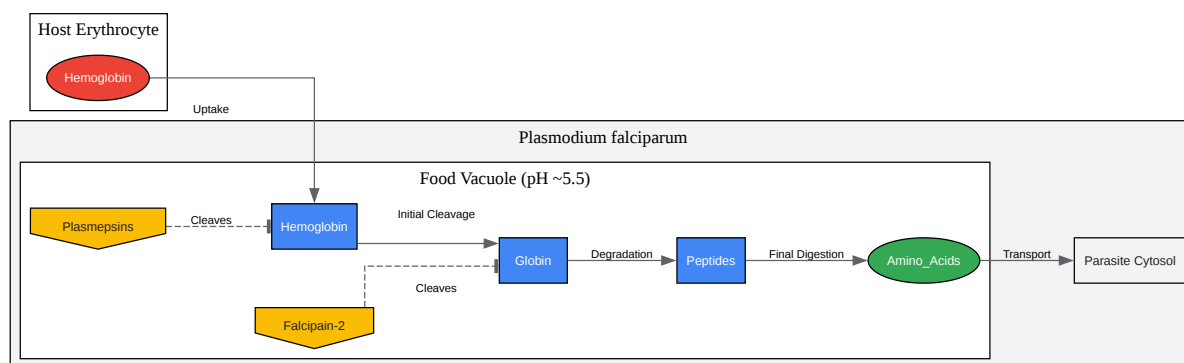 Host Erythrocyte
Hemoglobin
Uptake
Plasmodium falciparum
Food Vacuole (pH ~5.5)
Plasmepsins
Cleaves
Hemoglobin
Initial Cleavage
Globin
Degradation
Peptides
Final Digestion
Amino_Acids
Transport
Parasite Cytosol
Cleaves
Falcipain-2